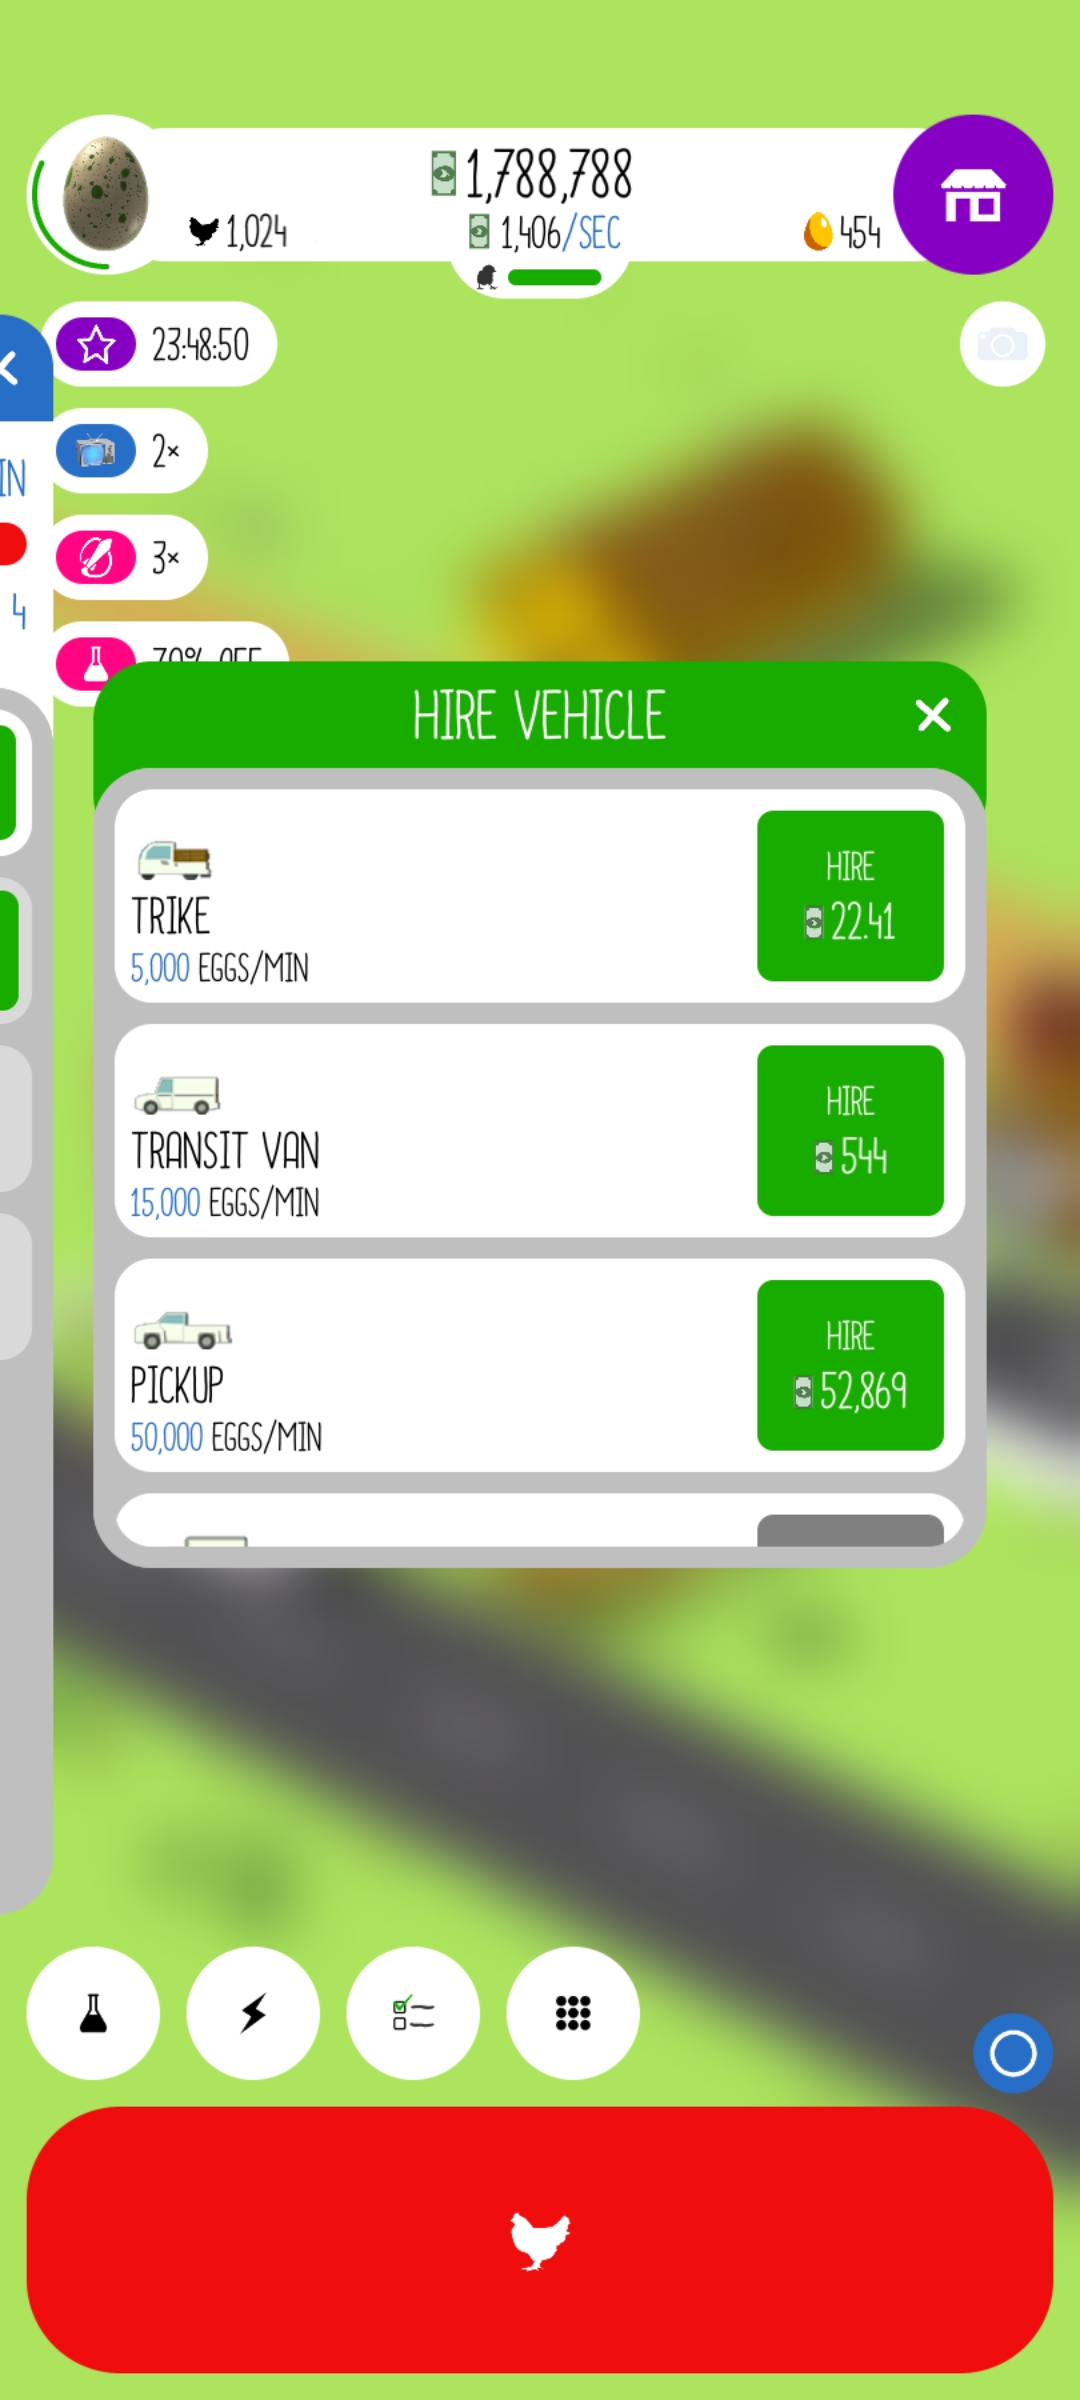 1,788,788
1,024
1,406/SEC
454
23:48:50
2×
IN
3×
4
70% OFF
HIRE VEHICLE
HIRE
22.41
TRIKE
5,000 EGGS/MIN
HIRE
544
TRANSIT VAN
15,000 EGGS/MIN
HIRE
52,869
PICKUP
50,000 EGGS/MIN